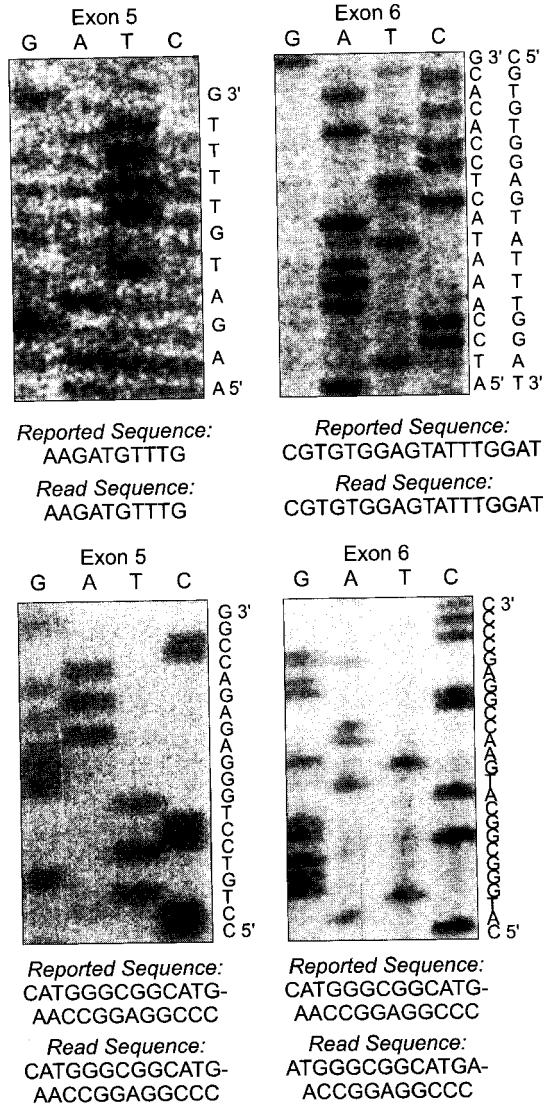 Exon 5
G A T C
G 3'
T
T
T
T
G
T
A
G
A
A 5'
Reported Sequence:
AAGATGTTTG
Read Sequence:
AAGATGTTTG
Exon 6
G A T C
G 3' C 5'
C G
A T
C G
A T
C G
C G
T A
C G
A T
T A
A T
A T
A T
C G
C G
T A
A 5' T 3'
Reported Sequence:
CGTGTGGAGTATTTGGAT
Read Sequence:
CGTGTGGAGTATTTGGAT
Exon 5
G A T C
G 3'
G
C
C
A
G
A
G
A
G
G
G
T
C
C
T
G
T
C
C 5'
Reported Sequence:
CATGGGCGGCATG-
AACCGGAGGCCC
Read Sequence:
CATGGGCGGCATG-
AACCGGAGGCCC
Exon 6
G A T C
C 3'
C
C
C
G
A
G
G
C
C
A
A
G
T
A
C
G
G
C
G
G
G
T
A
C 5'
Reported Sequence:
CATGGGCGGCATG-
AACCGGAGGCCC
Read Sequence:
ATGGGCGGCATGA-
ACCGGAGGCCC